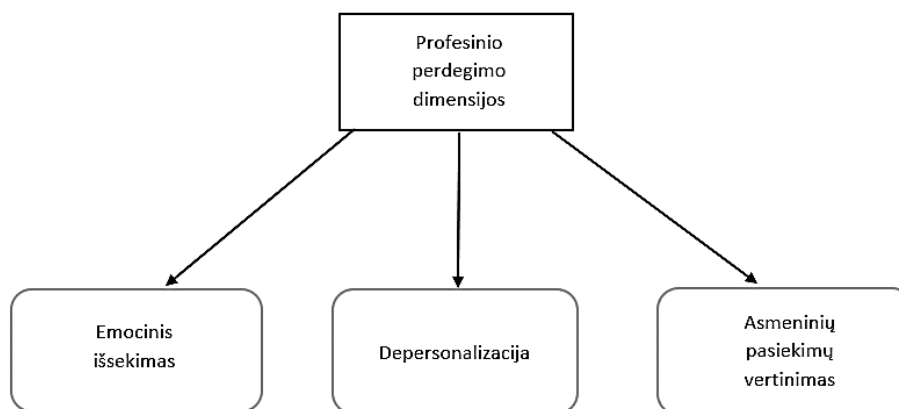 Profesinio
perdegimo
dimensijos
Emocinis
išsekimas
Depersonalizacija
Asmeninių
pasiekimų
vertinimas